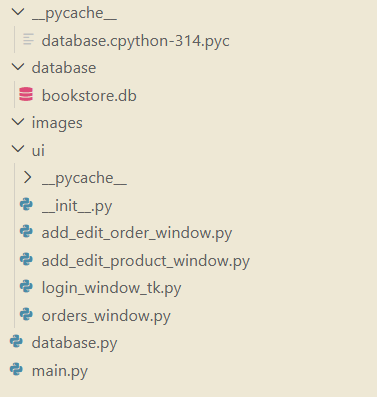 __pycache__
database.cpython-314.pyc
database
bookstore.db
images
ui
__pycache__
__init__.py
add_edit_order_window.py
add_edit_product_window.py
login_window_tk.py
orders_window.py
database.py
main.py